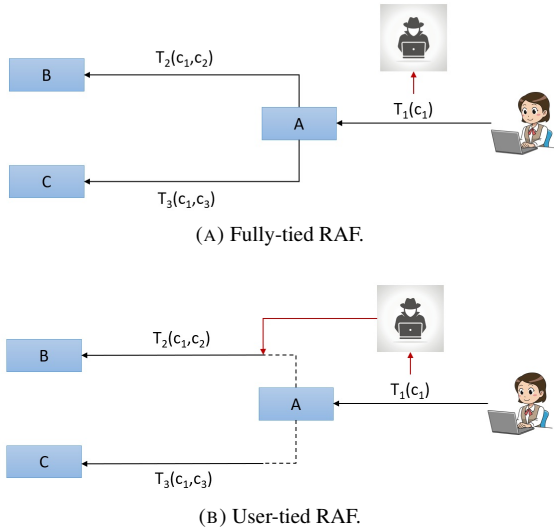 T₂(c₁,c₂)
B
A
T₁(c₁)
C
T₃(c₁,c₃)
(A) Fully-tied RAF.
T₂(c₁,c₂)
B
A
T₁(c₁)
C
T₃(c₁,c₃)
(B) User-tied RAF.